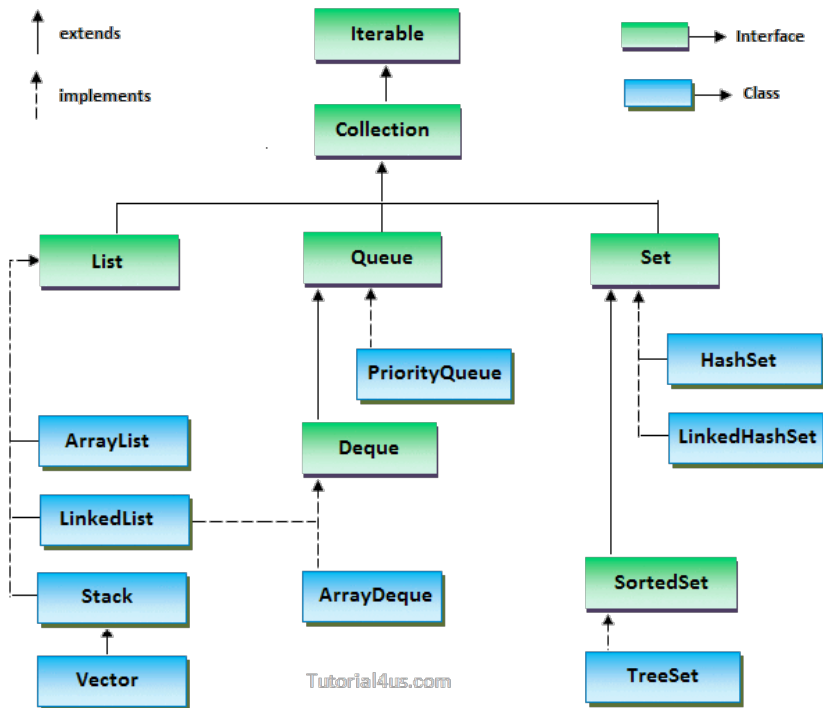 extends
Iterable
Interface
implements
Class
Collection
List
Queue
Set
PriorityQueue
HashSet
ArrayList
Deque
LinkedHashSet
LinkedList
Stack
ArrayDeque
SortedSet
Vector
Tutorial4us.com
TreeSet